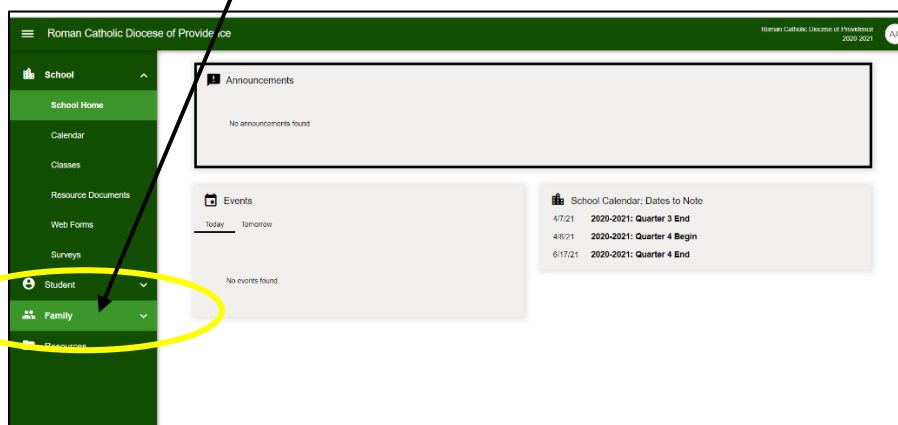 Roman Catholic Diocese of Providence
Roman Catholic Diocese of Providence
2020-2021
AA
School
School Home
Calendar
Classes
Resource Documents
Web Forms
Surveys
Student
Family
Resources
Announcements
No announcements found
Events
Today Tomorrow
No events found
School Calendar: Dates to Note
4/7/21 2020-2021: Quarter 3 End
4/8/21 2020-2021: Quarter 4 Begin
6/17/21 2020-2021: Quarter 4 End